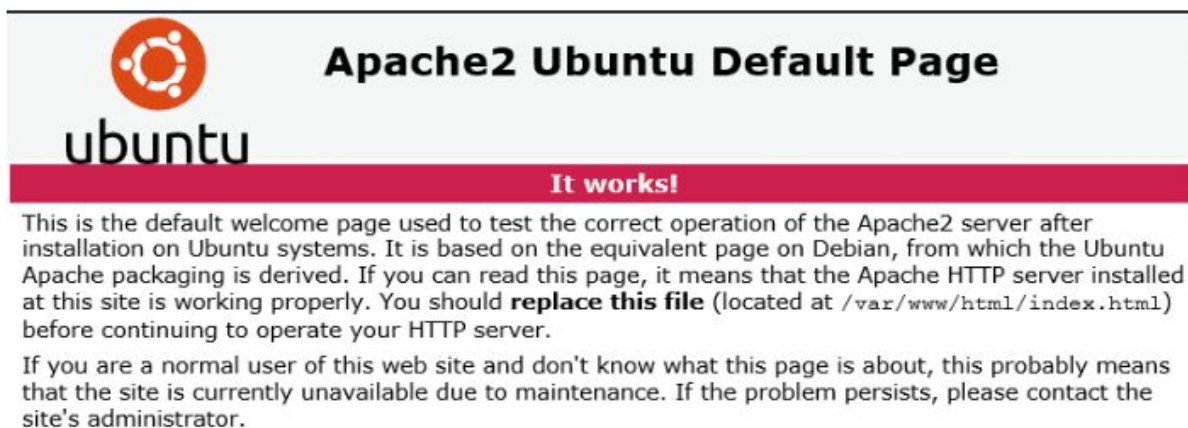 Apache2 Ubuntu Default Page
ubuntu
It works!
This is the default welcome page used to test the correct operation of the Apache2 server after
installation on Ubuntu systems. It is based on the equivalent page on Debian, from which the Ubuntu
Apache packaging is derived. If you can read this page, it means that the Apache HTTP server installed
at this site is working properly. You should replace this file (located at /var/www/html/index.html)
before continuing to operate your HTTP server.
If you are a normal user of this web site and don't know what this page is about, this probably means
that the site is currently unavailable due to maintenance. If the problem persists, please contact the
site's administrator.